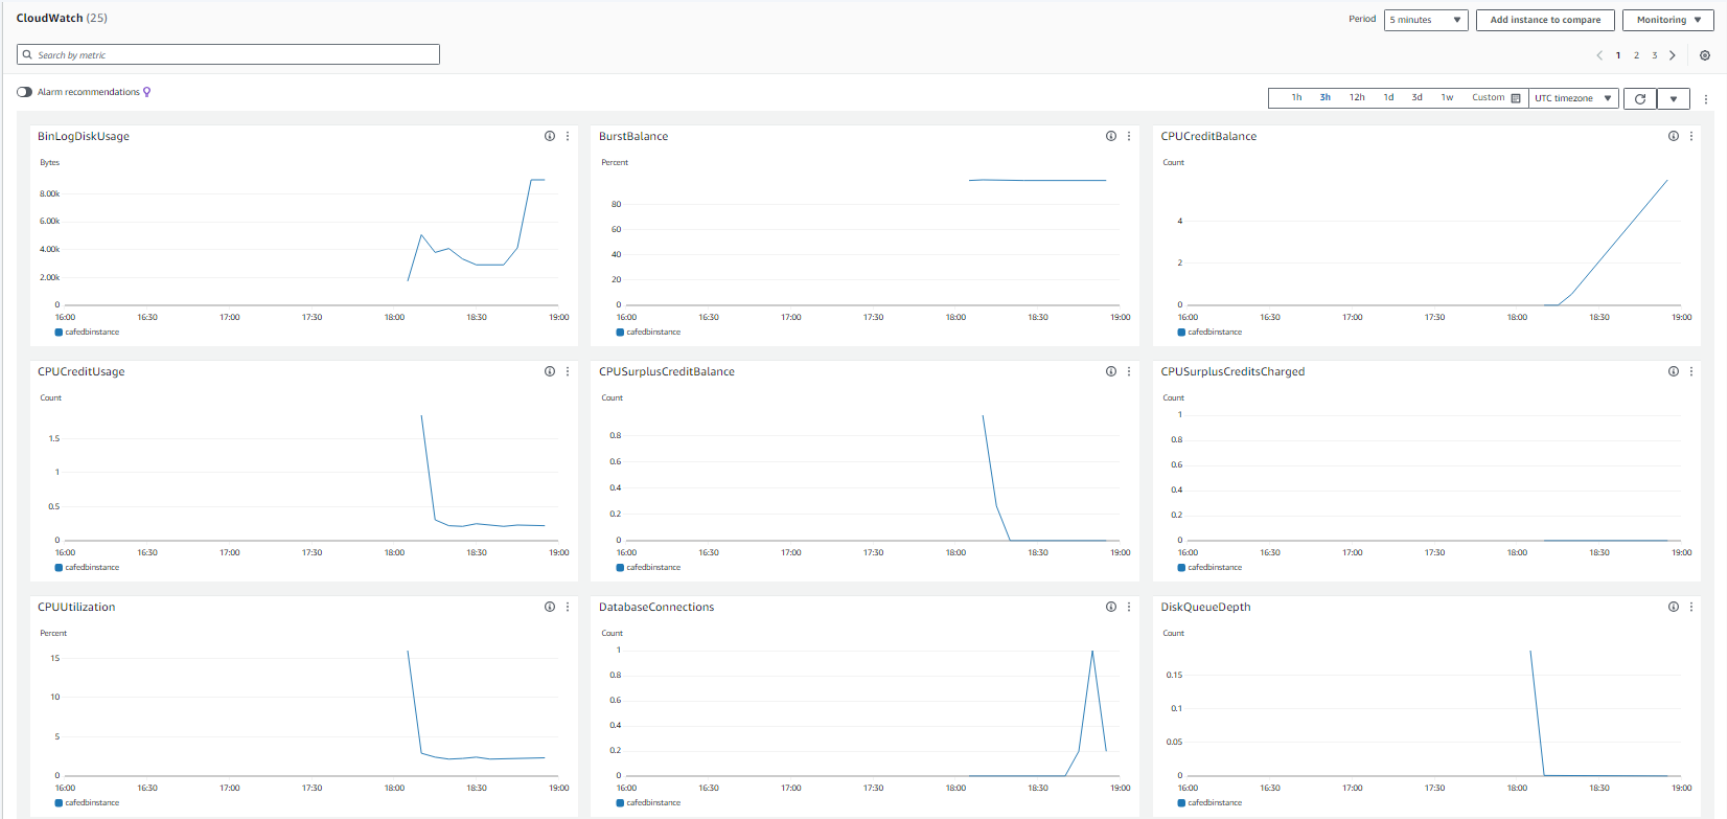 CloudWatch (25)
Period 5 minutes Add instance to compare Monitoring
Search by metric
1 2 3
Alarm recommendations
1h 3h 12h 1d 3d 1w Custom UTC timezone
BinLogDiskUsage
Bytes
8.00k
6.00k
4.00k
2.00k
0
16:00 16:30 17:00 17:30 18:00 18:30 19:00
cafedbinstance
BurstBalance
Percent
80
60
40
20
0
16:00 16:30 17:00 17:30 18:00 18:30 19:00
cafedbinstance
CPUCreditBalance
Count
4
2
0
16:00 16:30 17:00 17:30 18:00 18:30 19:00
cafedbinstance
CPUCreditUsage
Count
1.5
1
0.5
0
16:00 16:30 17:00 17:30 18:00 18:30 19:00
cafedbinstance
CPUSurplusCreditBalance
Count
0.8
0.6
0.4
0.2
0
16:00 16:30 17:00 17:30 18:00 18:30 19:00
cafedbinstance
CPUSurplusCreditsCharged
Count
1
0.8
0.6
0.4
0.2
0
16:00 16:30 17:00 17:30 18:00 18:30 19:00
cafedbinstance
CPUUtilization
Percent
15
10
5
0
16:00 16:30 17:00 17:30 18:00 18:30 19:00
cafedbinstance
DatabaseConnections
Count
1
0.8
0.6
0.4
0.2
0
16:00 16:30 17:00 17:30 18:00 18:30 19:00
cafedbinstance
DiskQueueDepth
Count
0.15
0.1
0.05
0
16:00 16:30 17:00 17:30 18:00 18:30 19:00
cafedbinstance